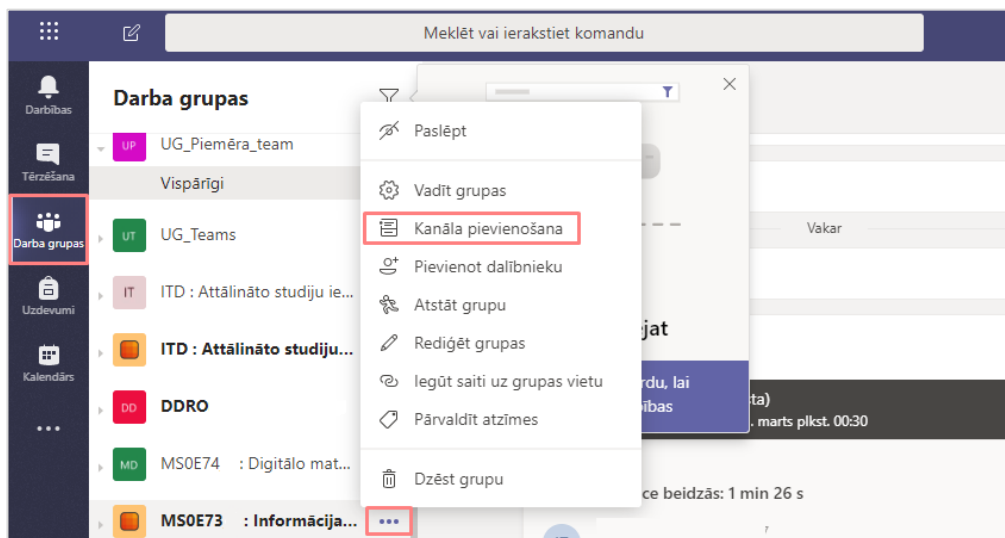 Meklēt vai ierakstiet komandu
Darbības
Tērzēšana
Darba grupas
Uzdevumi
Kalendārs
Darba grupas
UP UG_Piemēra_team
Vispārīgi
UT UG_Teams
IT ITD : Attālināto studiju ie...
ITD : Attālināto studiju...
DD DDRO
MD MS0E74 : Digitālo mat...
MS0E73 : Informācija...
Paslēpt
Vadīt grupas
Kanāla pievienošana
Pievienot dalībnieku
Atstāt grupu
Rediģēt grupas
Iegūt saiti uz grupas vietu
Pārvaldīt atzīmes
Dzēst grupu
Vakar
ejat
rdu, lai
ības
ta)
. marts plkst. 00:30
ce beidzās: 1 min 26 s